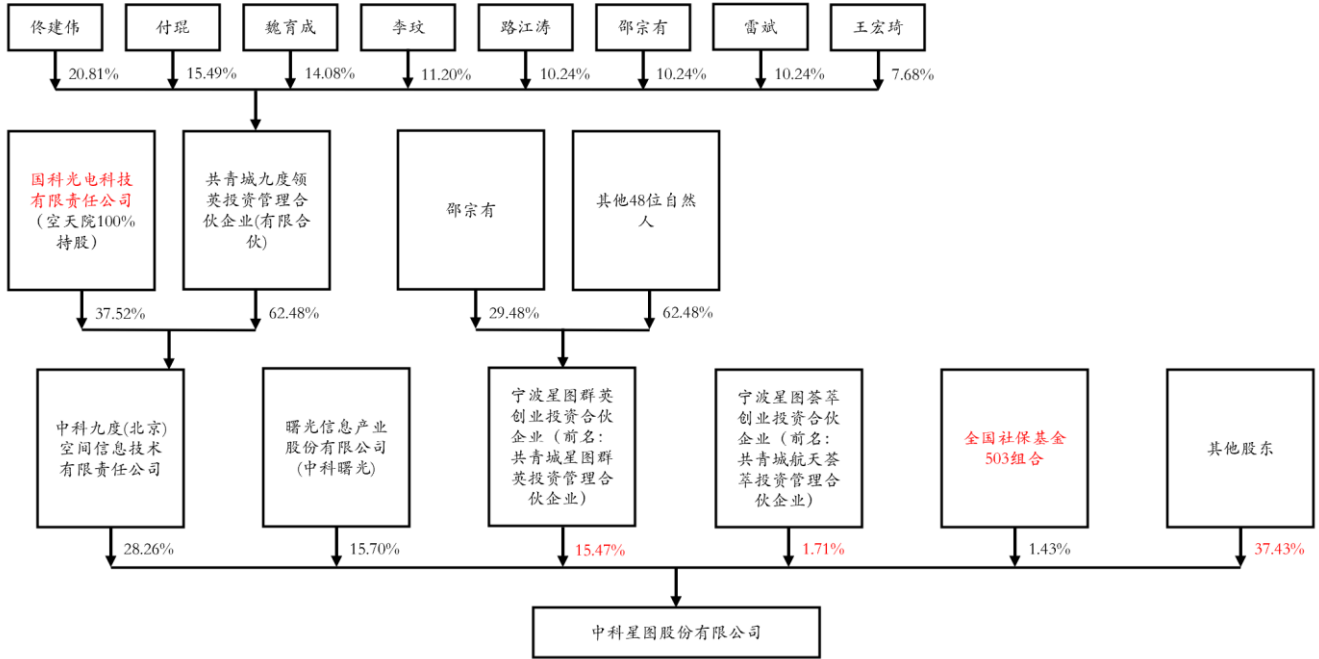 佟建伟
付琨
魏育成
李玟
路江涛
邵宗有
雷斌
王宏琦
20.81%
15.49%
14.08%
11.20%
10.24%
10.24%
10.24%
7.68%
国科光电科技
有限责任公司
（空天院100%
持股）
共青城九度领
英投资管理合
伙企业(有限合
伙)
邵宗有
其他48位自然
人
37.52%
62.48%
29.48%
62.48%
中科九度(北京)
空间信息技术
有限责任公司
曙光信息产业
股份有限公司
(中科曙光)
宁波星图群英
创业投资合伙
企业（前名：
共青城星图群
英投资管理合
伙企业）
宁波星图荟萃
创业投资合伙
企业（前名：
共青城航天荟
萃投资管理合
伙企业）
全国社保基金
503组合
其他股东
28.26%
15.70%
15.47%
1.71%
1.43%
37.43%
中科星图股份有限公司